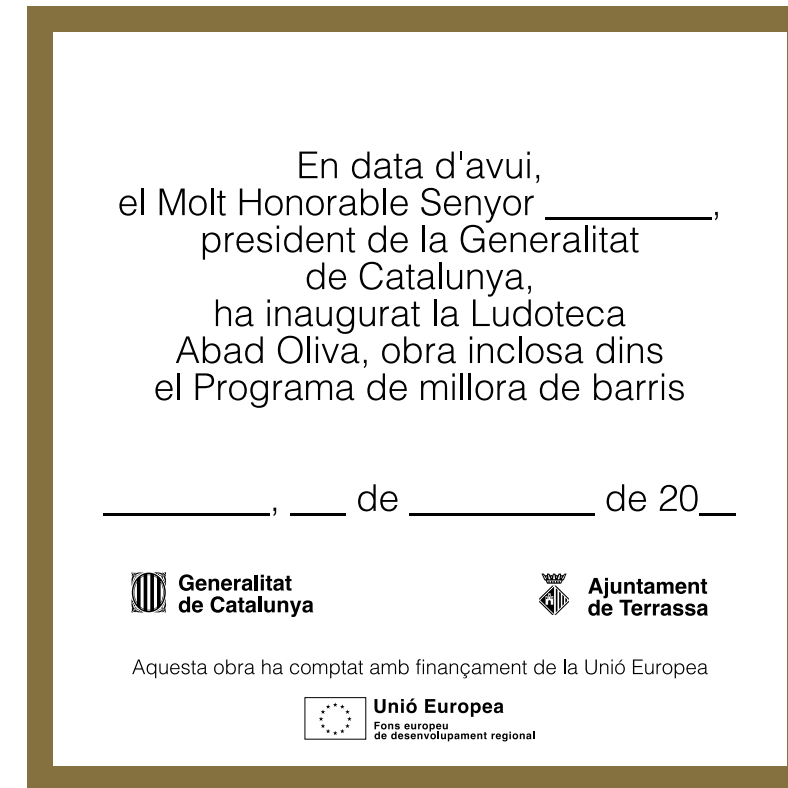 En data d'avui,
el Molt Honorable Senyor _________,
president de la Generalitat
de Catalunya,
ha inaugurat la Ludoteca
Abad Oliva, obra inclosa dins
el Programa de millora de barris
_________, ___ de __________ de 20__
Generalitat
de Catalunya
Ajuntament
de Terrassa
Aquesta obra ha comptat amb finançament de la Unió Europea
Unió Europea
Fons europeu
de desenvolupament regional